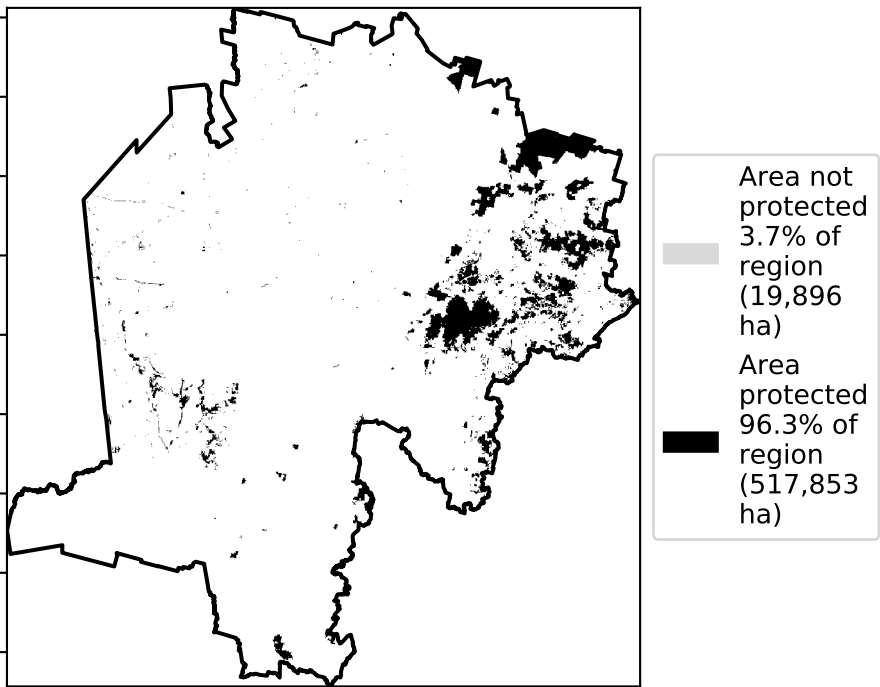 Area not
protected
3.7% of
region
(19,896
ha)
Area
protected
96.3% of
region
(517,853
ha)